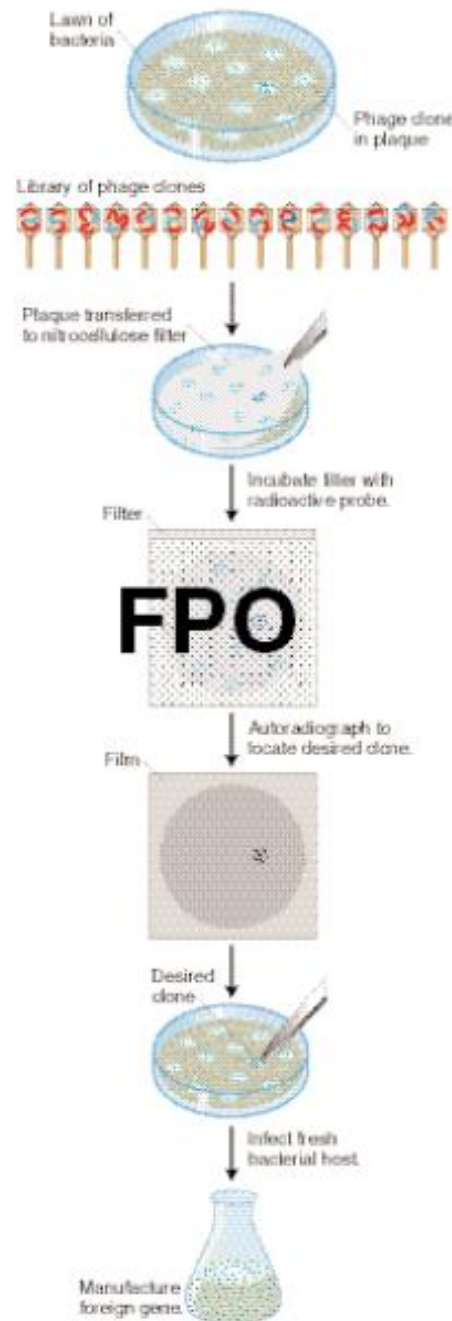 Lawn of
bacteria
Phage clone
in plaque
Library of phage clones
Plaque transferred
to nitrocellulose filter
Incubate filter with
radioactive probe.
Filter
FPO
Autoradiograph to
locate desired clone.
Film
Desired
clone
Infect fresh
bacterial host.
Manufacture
foreign gene.